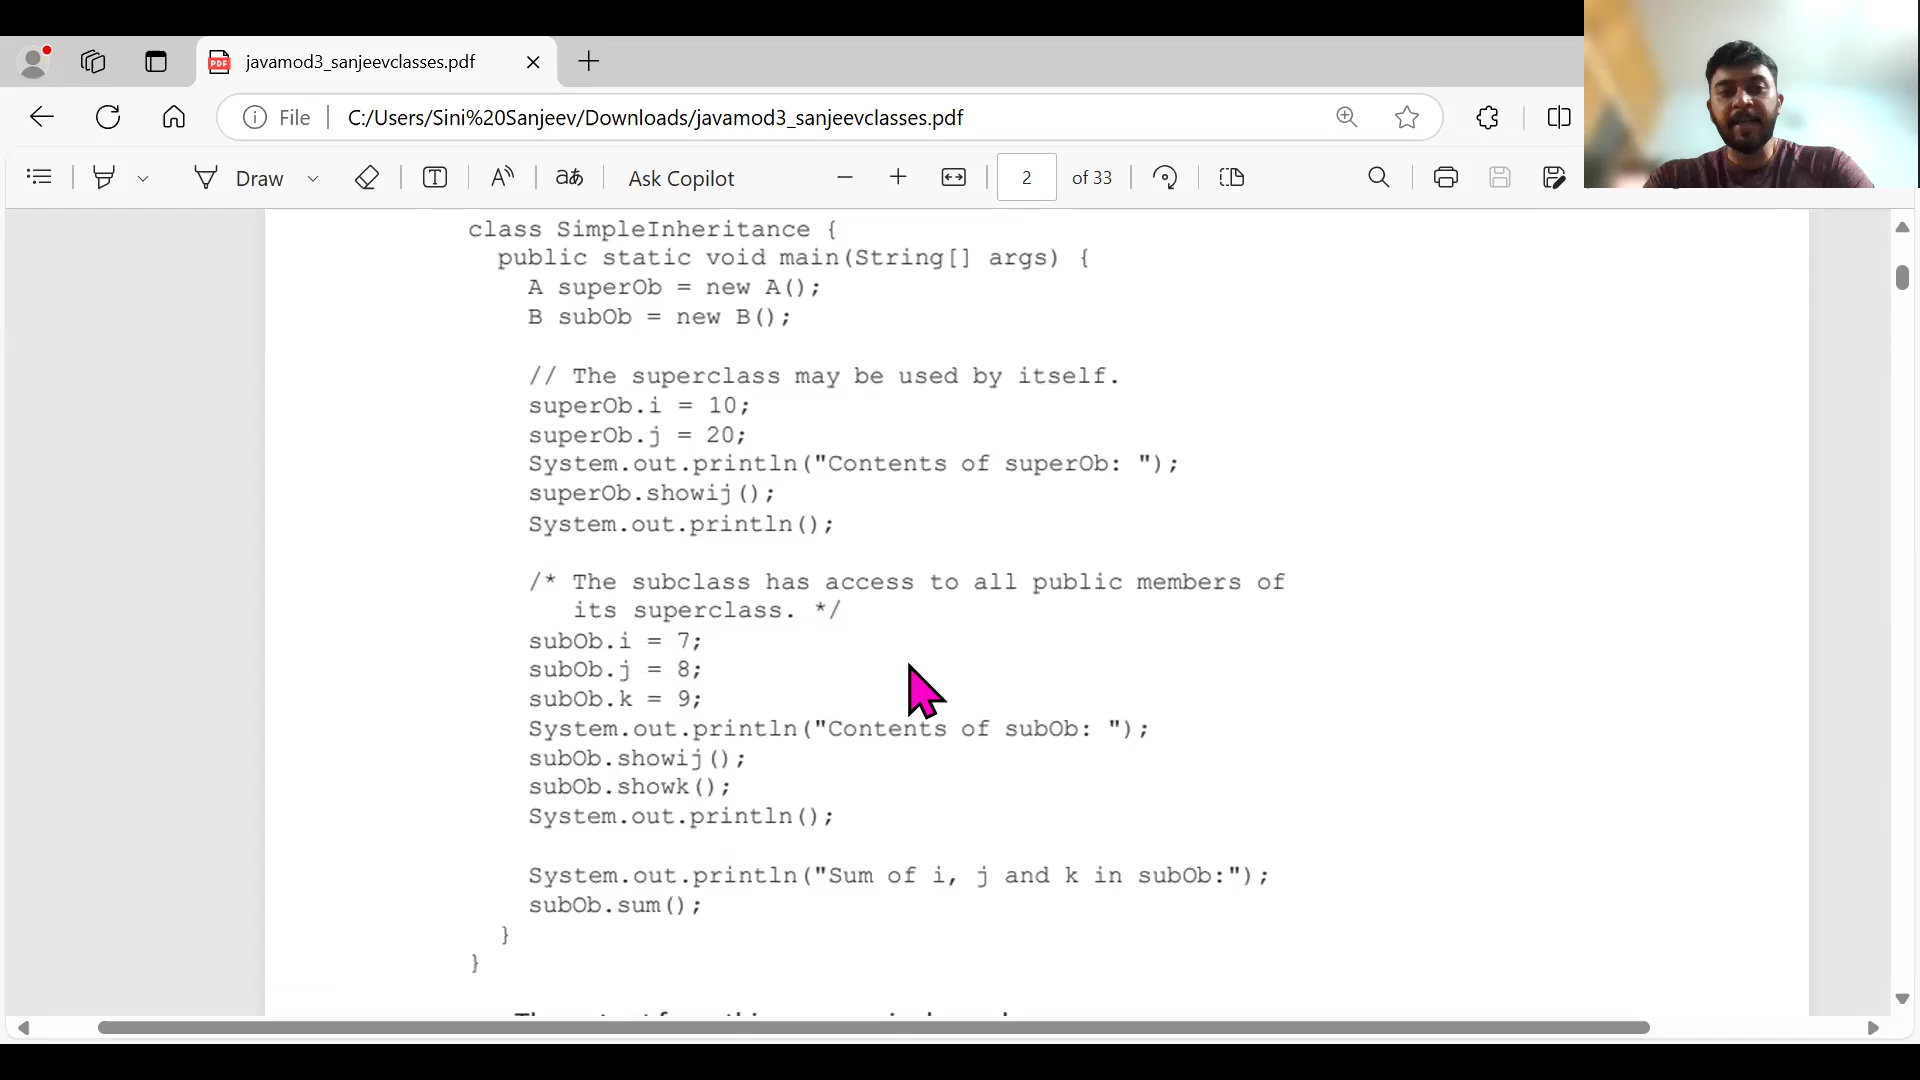 javamod3_sanjeevclasses.pdf
File
C:/Users/Sini%20Sanjeev/Downloads/javamod3_sanjeevclasses.pdf
Draw
aあ
Ask Copilot
2
of 33
class SimpleInheritance {
public static void main(String[] args) {
A superOb = new A();
B subOb = new B();
// The superclass may be used by itself.
superOb.i = 10;
superOb.j = 20;
System.out.println("Contents of superOb: ");
superOb.showij();
System.out.println();
/* The subclass has access to all public members of
its superclass. */
subOb.i = 7;
subOb.j = 8;
subOb.k = 9;
System.out.println("Contents of subOb: ");
subOb.showij();
subOb.showk();
System.out.println();
System.out.println("Sum of i, j and k in subOb:");
subOb.sum();
}
}